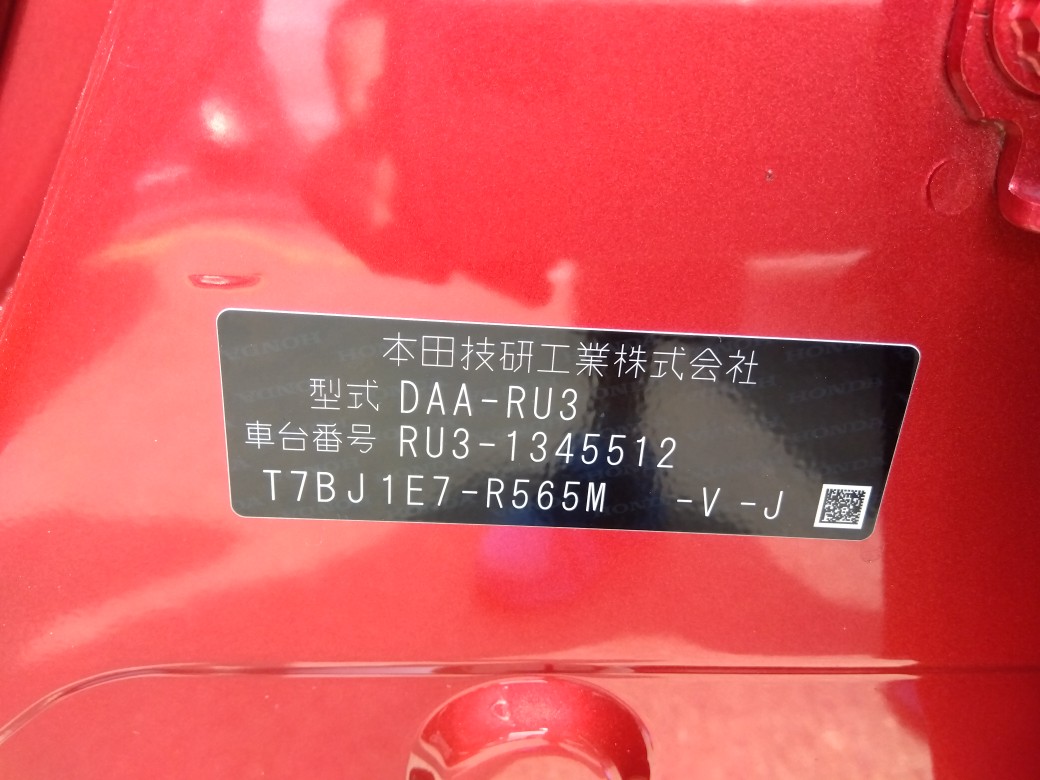 本田技研工業株式会社
型式 DAA-RU3
車台番号 RU3-1345512
T7BJ1E7-R565M -V -J